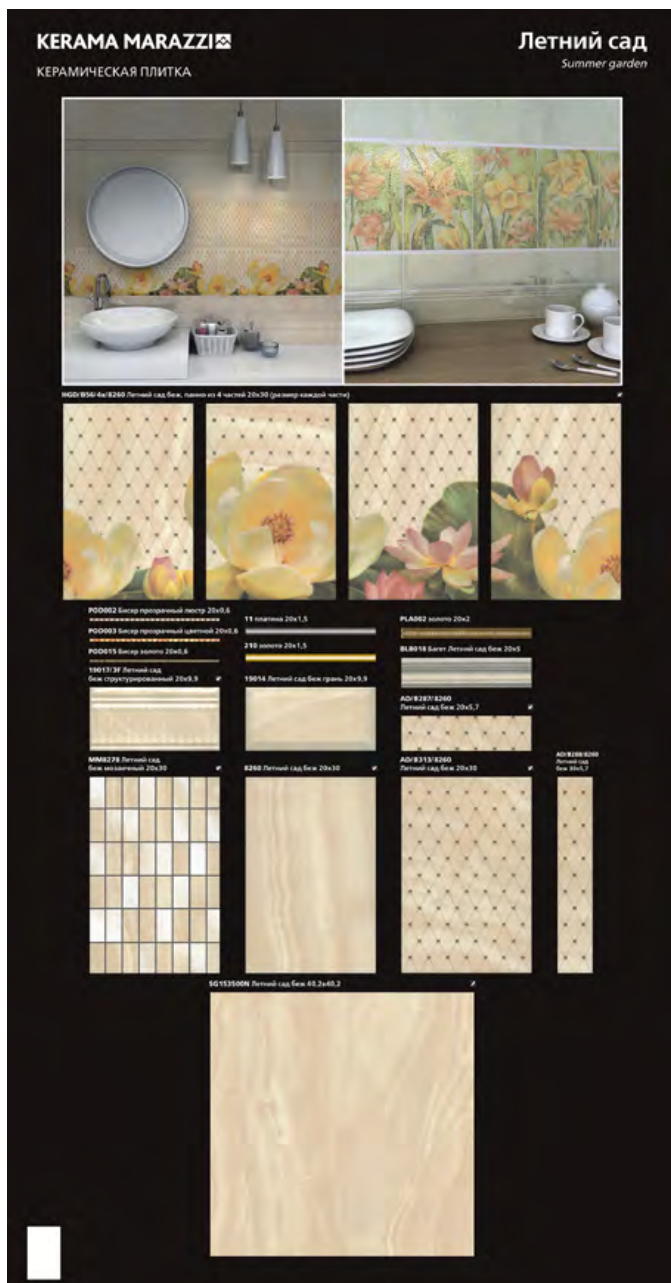 KERAMA MARAZZI
КЕРАМИЧЕСКАЯ ПЛИТКА
Летний сад
Summer garden
HGD/B56/4x/8260 Летний сад беж, панно из 4 частей 20x30 (размер каждой части)
POD002 Бисер прозрачный люстр 20x0,6
POD003 Бисер прозрачный цветной 20x0,6
POD015 Бисер золото 20x0,6
11 платина 20x1,5
210 золото 20x1,5
PLA002 золото 20x2
BLB018 Багет Летний сад беж 20x5
19017/3F Летний сад
беж структурированный 20x9,9
19014 Летний сад беж грань 20x9,9
AD/B287/8260
Летний сад беж 20x5,7
MM8278 Летний сад
беж мозаичный 20x30
8260 Летний сад беж 20x30
AD/B313/8260
Летний сад беж 20x30
AD/B288/8260
Летний сад
беж 30x5,7
SG153500N Летний сад беж 40,2x40,2